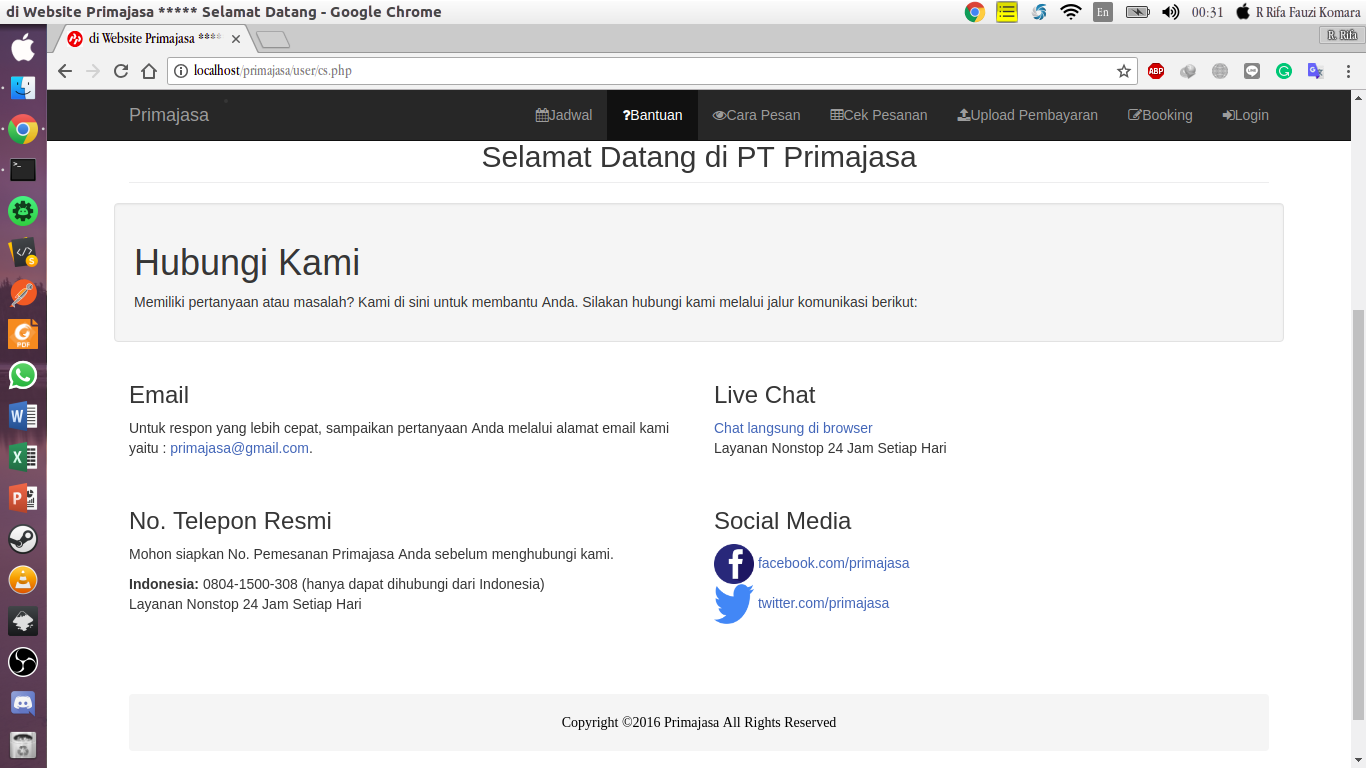 di Website Primajasa ***** Selamat Datang - Google Chrome
En
00:31
R Rifa Fauzi Komara
di Website Primajasa ****
R. Rifa
localhost/primajasa/user/cs.php
ABP
Primajasa
Jadwal
?Bantuan
Cara Pesan
Cek Pesanan
Upload Pembayaran
Booking
Login
Selamat Datang di PT Primajasa
Hubungi Kami
Memiliki pertanyaan atau masalah? Kami di sini untuk membantu Anda. Silakan hubungi kami melalui jalur komunikasi berikut:
Email
Untuk respon yang lebih cepat, sampaikan pertanyaan Anda melalui alamat email kami
yaitu : primajasa@gmail.com.
Live Chat
Chat langsung di browser
Layanan Nonstop 24 Jam Setiap Hari
No. Telepon Resmi
Mohon siapkan No. Pemesanan Primajasa Anda sebelum menghubungi kami.
Indonesia: 0804-1500-308 (hanya dapat dihubungi dari Indonesia)
Layanan Nonstop 24 Jam Setiap Hari
Social Media
facebook.com/primajasa
twitter.com/primajasa
Copyright ©2016 Primajasa All Rights Reserved